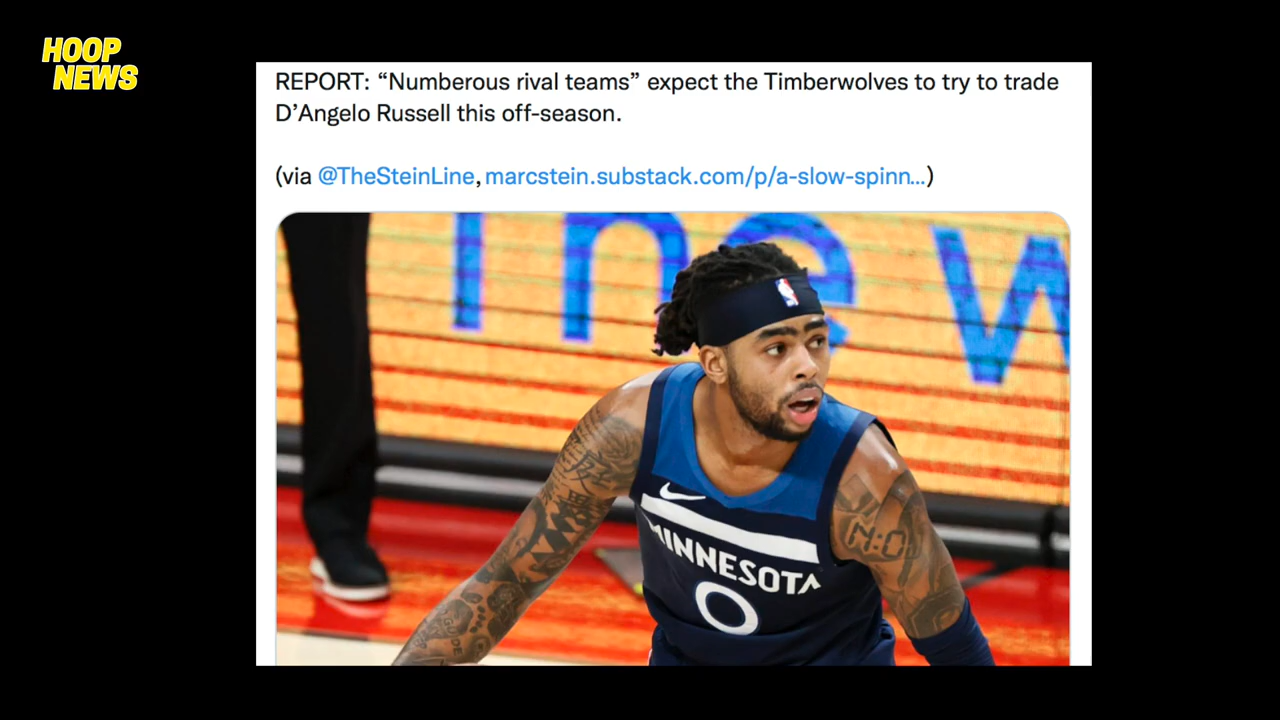 HOOP
NEWS
REPORT: “Numberous rival teams” expect the Timberwolves to try to trade
D’Angelo Russell this off-season.
(via @TheSteinLine, marcstein.substack.com/p/a-slow-spinn...)
The w
MINNESOTA
0